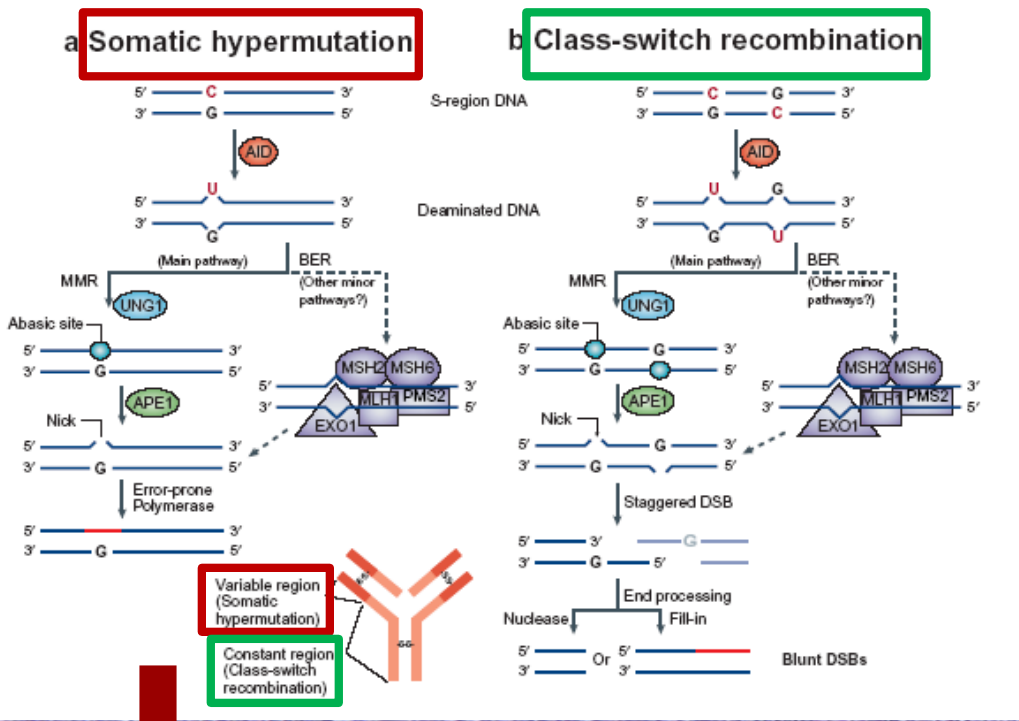 a Somatic hypermutation
5′ C 3′
3′ G 5′
S-region DNA
AID
U
5′ 3′
3′ 5′
G
Deaminated DNA
(Main pathway)
BER
MMR
(Other minor
pathways?)
UNG1
Abasic site
5′ 3′
3′ G 5′
MSH2 MSH6
5′ 3′
3′ MLH1 PMS2 5′
EXO1
APE1
Nick
5′ 3′
3′ G 5′
Error-prone
Polymerase
5′ 3′
3′ G 5′
Variable region
(Somatic
hypermutation)
Constant region
(Class-switch
recombination)
-SS-
-SS-
-SS-
b Class-switch recombination
5′ C G 3′
3′ G C 5′
AID
U G
5′ 3′
3′ 5′
G U
(Main pathway)
BER
MMR
(Other minor
pathways?)
UNG1
Abasic site
5′ G 3′
3′ G 5′
MSH2 MSH6
5′ 3′
3′ MLH1 PMS2 5′
EXO1
APE1
Nick
5′ G 3′
3′ G 5′
Staggered DSB
5′ 3′ G
3′ G 5′
End processing
Nuclease Fill-in
5′ Or 5′
3′ 3′
Blunt DSBs